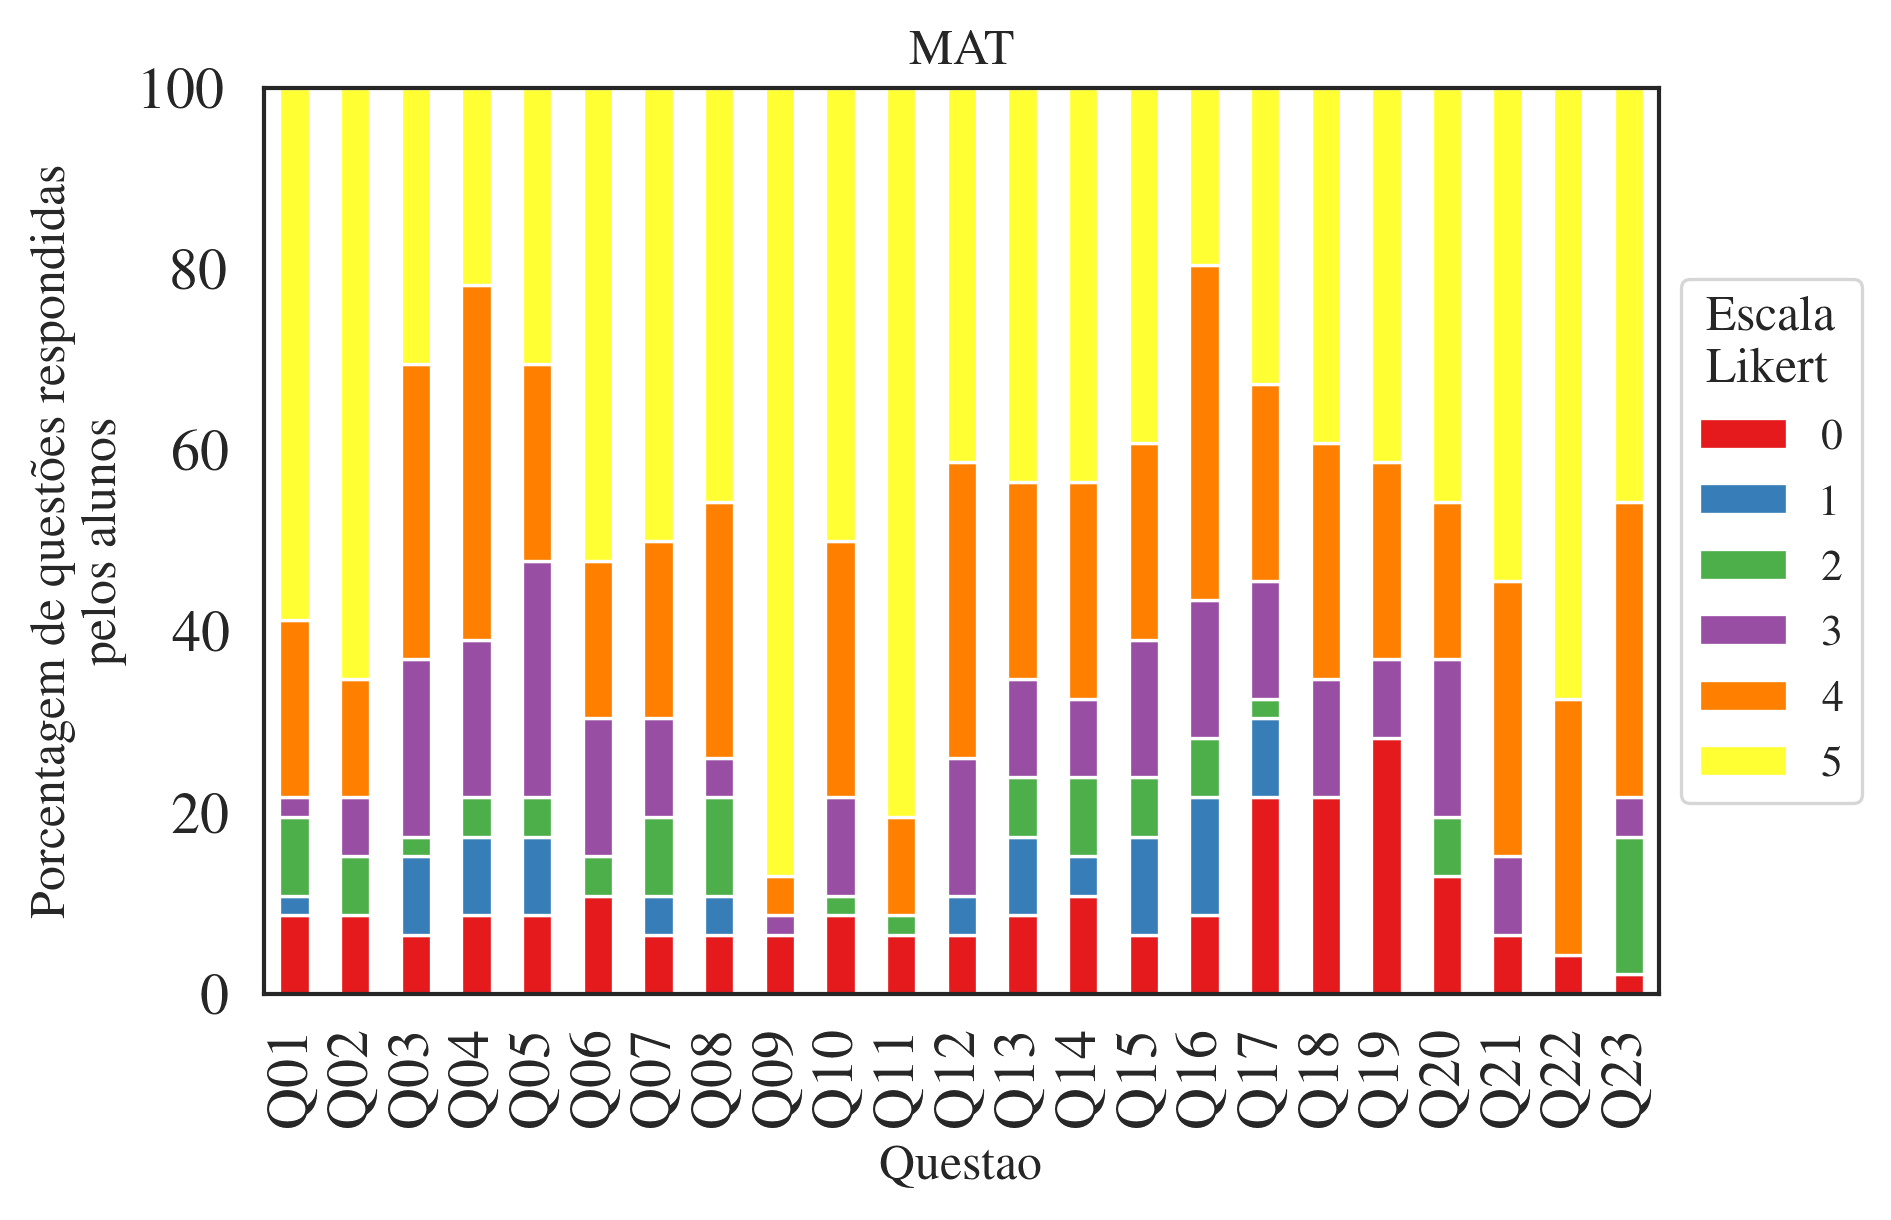 MAT
Porcentagem de questões respondidas
pelos alunos
100
80
60
40
20
0
Q01
Q02
Q03
Q04
Q05
Q06
Q07
Q08
Q09
Q10
Q11
Q12
Q13
Q14
Q15
Q16
Q17
Q18
Q19
Q20
Q21
Q22
Q23
Questao
Escala
Likert
0
1
2
3
4
5